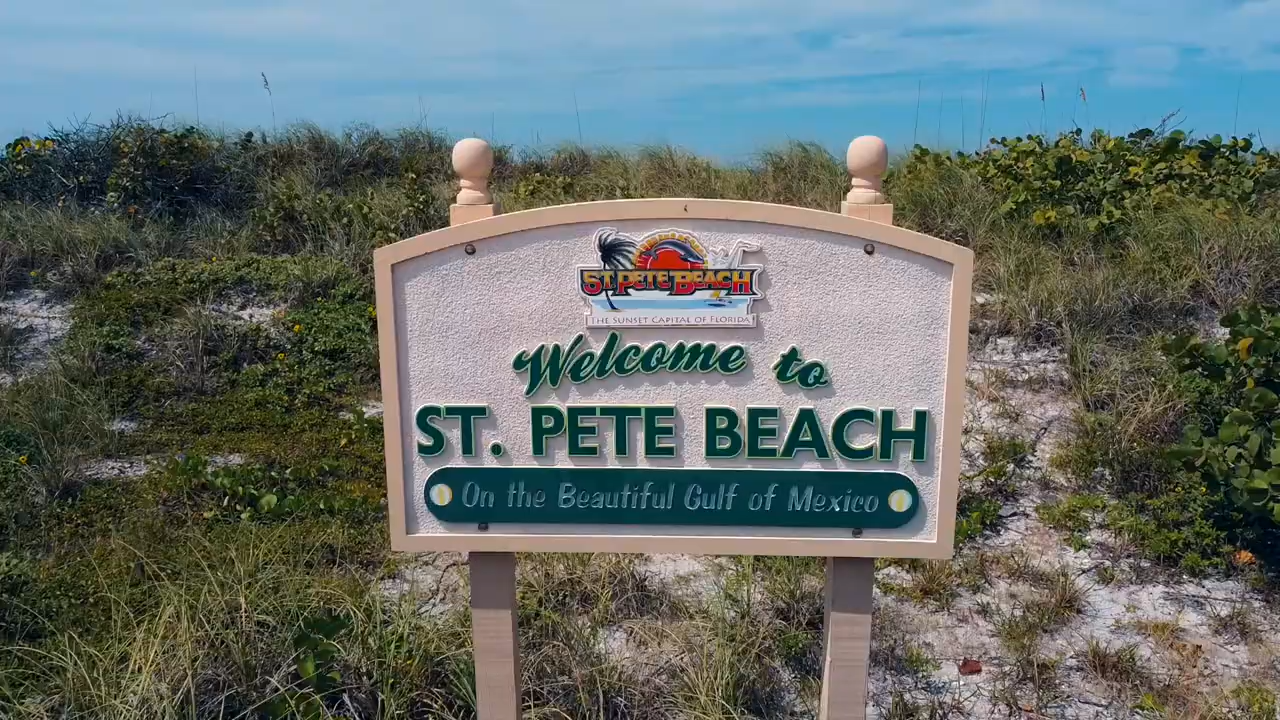 ST. PETE BEACH
THE SUNSET CAPITAL OF FLORIDA
Welcome to
ST. PETE BEACH
On the Beautiful Gulf of Mexico